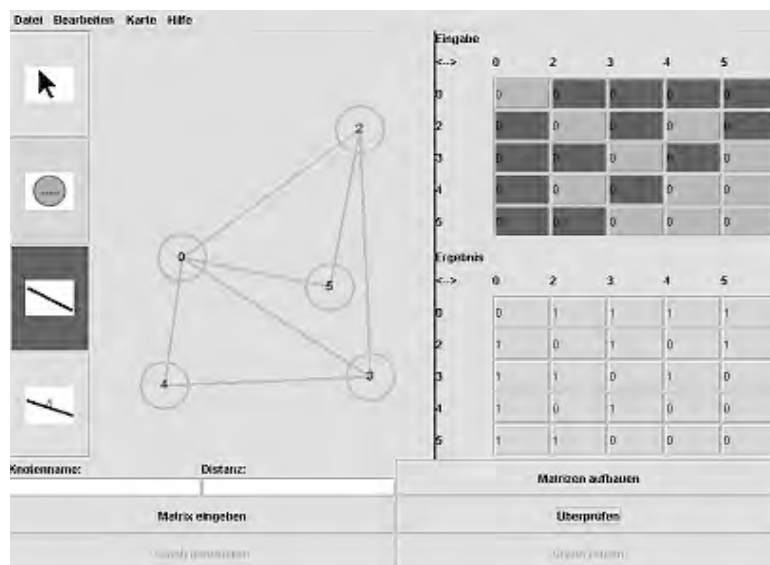 Datei Bearbeiten Karte Hilfe
2
0
5
3
4
Eingabe
<--> 0 2 3 4 5
0 0 0 0 0 0
2 0 0 0 0 0
3 0 0 0 0 0
4 0 0 0 0 0
5 0 0 0 0 0
Ergebnis
<--> 0 2 3 4 5
0 0 1 1 1 1
2 1 0 1 0 1
3 1 1 0 1 0
4 1 0 1 0 0
5 1 1 0 0 0
Knotenname: Distanz:
Matrizen aufbauen
Matrix eingeben
Überprüfen